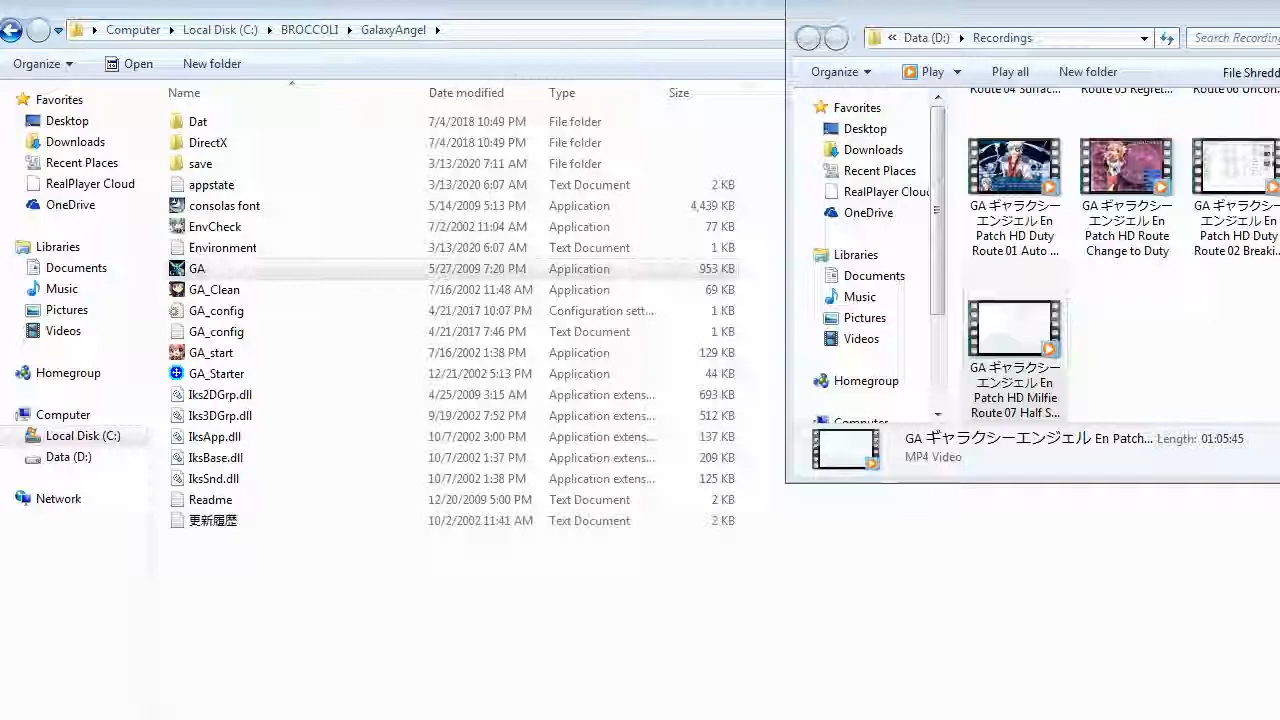 Computer Local Disk (C:) BROCCOLI GalaxyAngel
Organize Open New folder
Name Date modified Type Size
Favorites
Desktop
Downloads
Recent Places
RealPlayer Cloud
OneDrive
Libraries
Documents
Music
Pictures
Videos
Homegroup
Computer
Local Disk (C:)
Data (D:)
Network
Dat 7/4/2018 10:49 PM File folder
DirectX 7/4/2018 10:49 PM File folder
save 3/13/2020 7:11 AM File folder
appstate 3/13/2020 6:07 AM Text Document 2 KB
consolas font 5/14/2009 5:13 PM Application 4,439 KB
EnvCheck 7/2/2002 11:04 AM Application 77 KB
Environment 3/13/2020 6:07 AM Text Document 1 KB
GA 5/27/2009 7:20 PM Application 953 KB
GA_Clean 7/16/2002 11:48 AM Application 69 KB
GA_config 4/21/2017 10:07 PM Configuration sett... 1 KB
GA_config 4/21/2017 7:46 PM Text Document 1 KB
GA_start 7/16/2002 1:38 PM Application 129 KB
GA_Starter 12/21/2002 5:13 PM Application 44 KB
Iks2DGrp.dll 4/25/2009 3:15 AM Application extens... 693 KB
Iks3DGrp.dll 9/19/2002 7:52 PM Application extens... 512 KB
IksApp.dll 10/7/2002 3:00 PM Application extens... 137 KB
IksBase.dll 10/7/2002 1:37 PM Application extens... 209 KB
IksSnd.dll 10/7/2002 1:38 PM Application extens... 125 KB
Readme 12/20/2009 5:00 PM Text Document 2 KB
更新履歴 10/2/2002 11:41 AM Text Document 2 KB
« Data (D:) Recordings Search Recordin
Organize Play Play all New folder File Shredd
Favorites
Desktop
Downloads
Recent Places
RealPlayer Clou
OneDrive
Libraries
Documents
Music
Pictures
Videos
Homegroup
Computer
Route 04 Surfac... Route 05 Regret... Route 06 Uncon
GA ギャラクシー
エンジェル En
Patch HD Duty
Route 01 Auto ...
GA ギャラクシー
エンジェル En
Patch HD Route
Change to Duty
GA ギャラクシー
エンジェル En
Patch HD Duty
Route 02 Breaki
GA ギャラクシー
エンジェル En
Patch HD Milfie
Route 07 Half S...
GA ギャラクシーエンジェル En Patch... Length: 01:05:45
MP4 Video